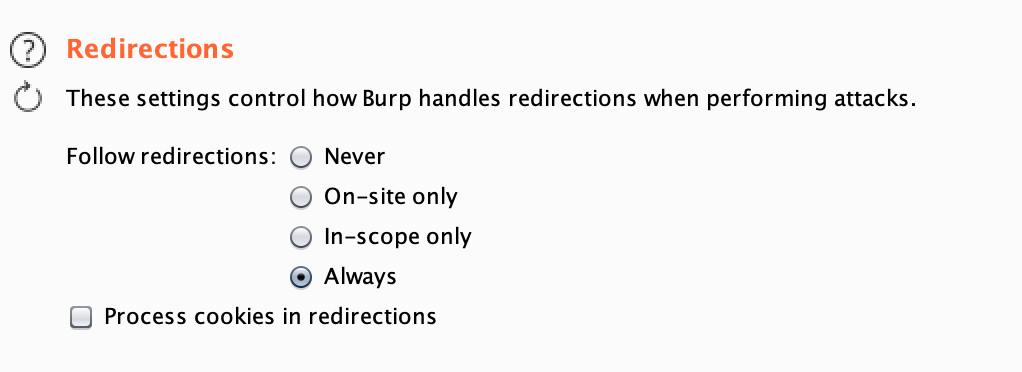 Redirections
These settings control how Burp handles redirections when performing attacks.
Follow redirections: Never
On-site only
In-scope only
Always
Process cookies in redirections